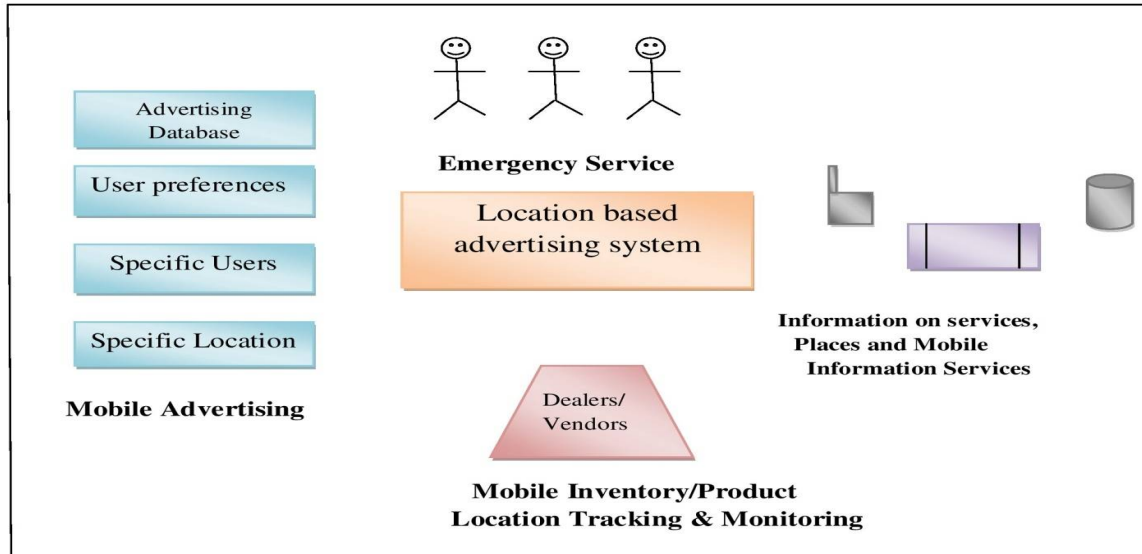 Advertising
Database
User preferences
Specific Users
Specific Location
Mobile Advertising
Emergency Service
Location based
advertising system
Dealers/
Vendors
Mobile Inventory/Product
Location Tracking & Monitoring
Information on services,
Places and Mobile
Information Services